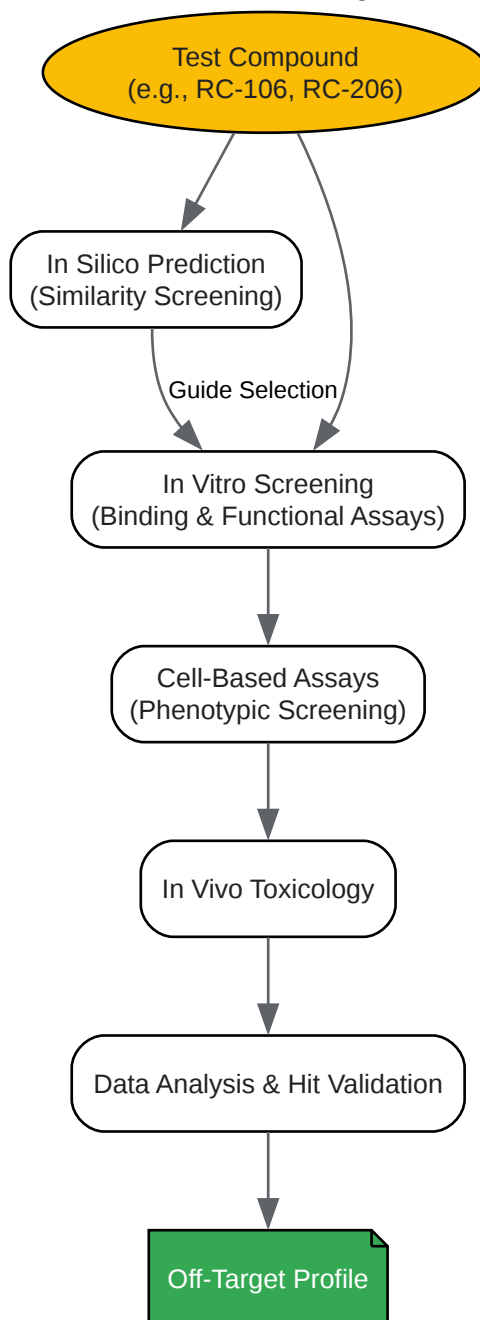 Test Compound
(e.g., RC-106, RC-206)
In Silico Prediction
(Similarity Screening)
Guide Selection
In Vitro Screening
(Binding & Functional Assays)
Cell-Based Assays
(Phenotypic Screening)
In Vivo Toxicology
Data Analysis & Hit Validation
Off-Target Profile